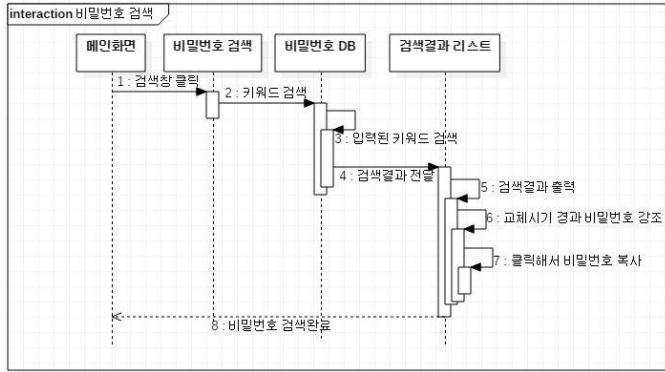 interaction 비밀번호 검색
메인화면
비밀번호 검색
비밀번호 DB
검색결과 리스트
1 : 검색창 클릭
2 : 키워드 검색
3 : 입력된 키워드 검색
4 : 검색결과 전달
5 : 검색결과 출력
6 : 교체시기 경과 비밀번호 강조
7 : 클릭해서 비밀번호 복사
8 : 비밀번호 검색완료